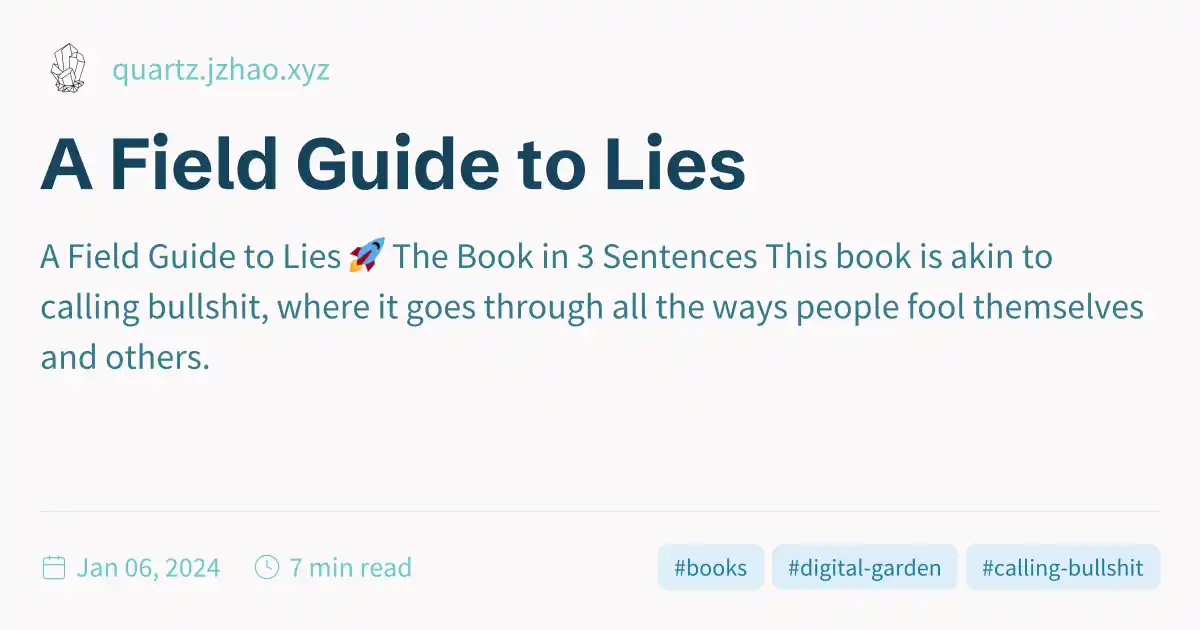 quartz.jzhao.xyz
A Field Guide to Lies
A Field Guide to Lies 🚀 The Book in 3 Sentences This book is akin to
calling bullshit, where it goes through all the ways people fool themselves
and others.
Jan 06, 2024 7 min read #books #digital-garden #calling-bullshit